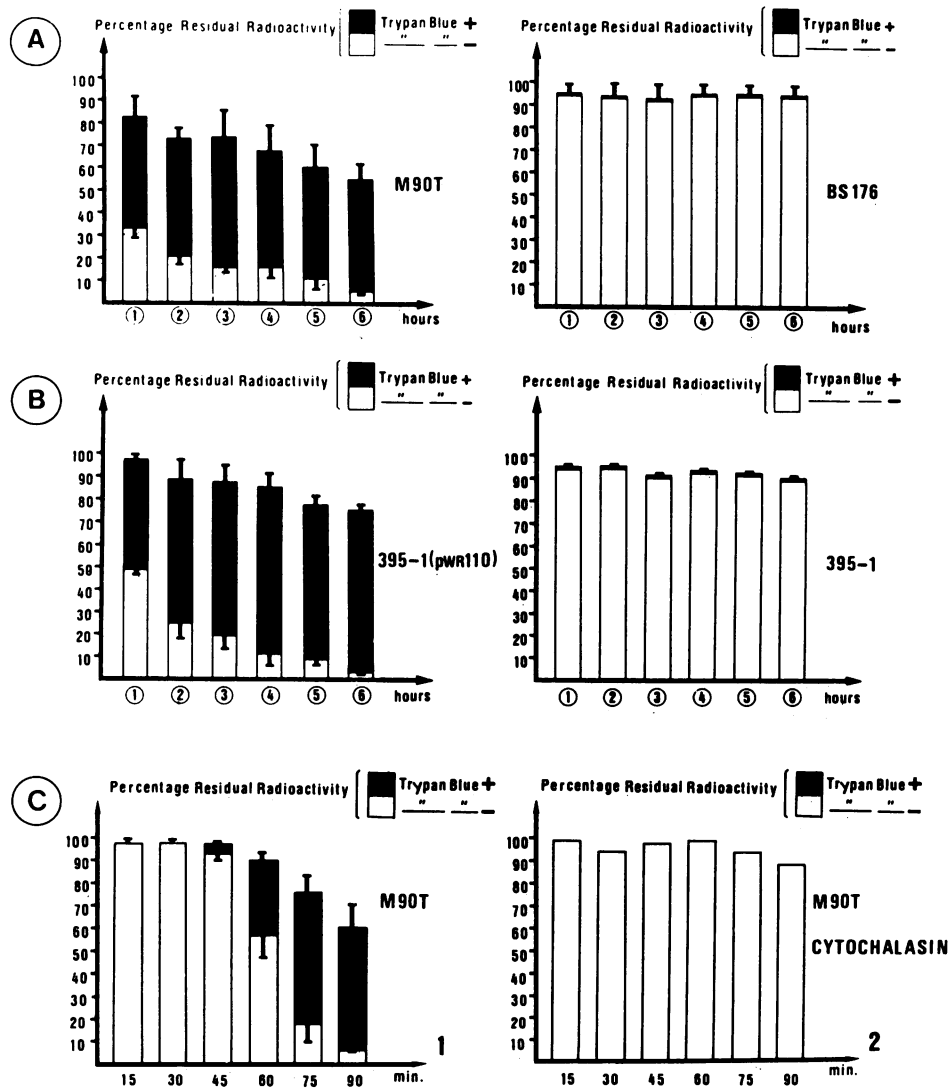 A
Percentage Residual Radioactivity
Trypan Blue +
" " -
100
90
80
70
60
50
40
30
20
10
M90T
1 2 3 4 5 6 hours
Percentage Residual Radioactivity
Trypan Blue +
" " -
100
90
80
70
60
50
40
30
20
10
BS176
1 2 3 4 5 6 hours
B
Percentage Residual Radioactivity
Trypan Blue +
" " -
100
90
80
70
60
50
40
30
20
10
395-1(pWR110)
1 2 3 4 5 6 hours
Percentage Residual Radioactivity
Trypan Blue +
" " -
100
90
80
70
60
50
40
30
20
10
395-1
1 2 3 4 5 6 hours
C
Percentage Residual Radioactivity
Trypan Blue +
" " -
100
90
80
70
60
50
40
30
20
10
M90T
1
15 30 45 60 75 90 min.
Percentage Residual Radioactivity
Trypan Blue +
" " -
100
90
80
70
60
50
40
30
20
10
M90T
CYTOCHALASIN
2
15 30 45 60 75 90 min.